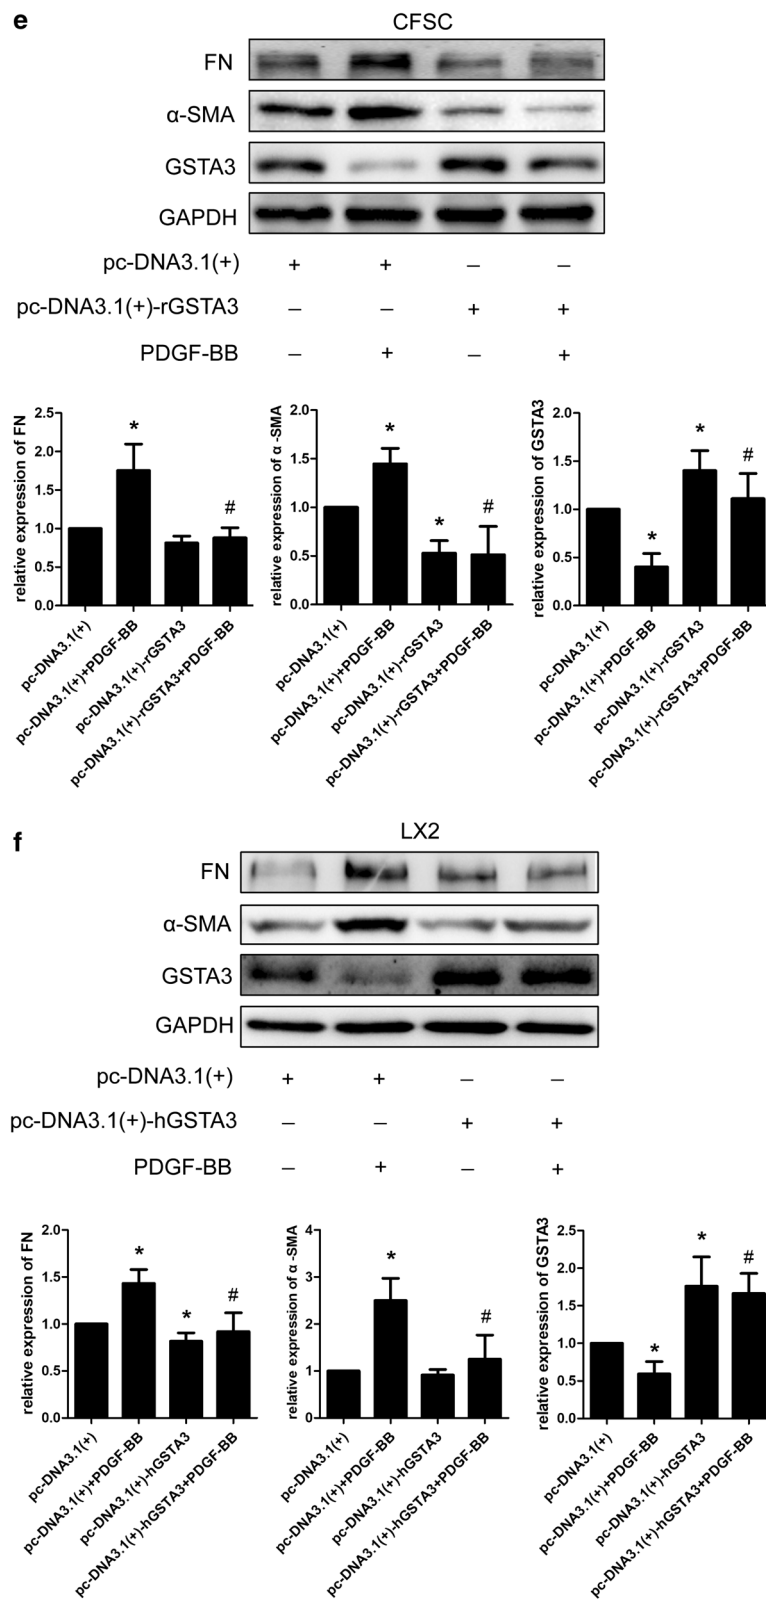 e
CFSC
FN
α-SMA
GSTA3
GAPDH
pc-DNA3.1(+) + + – –
pc-DNA3.1(+)-rGSTA3 – – + +
PDGF-BB – + – +
relative expression of FN
2.5
2.0
1.5
1.0
0.5
0.0
*
#
pc-DNA3.1(+)
pc-DNA3.1(+)+PDGF-BB
pc-DNA3.1(+)-rGSTA3
pc-DNA3.1(+)-rGSTA3+PDGF-BB
relative expression of α -SMA
2.0
1.5
1.0
0.5
0.0
*
*
#
pc-DNA3.1(+)
pc-DNA3.1(+)+PDGF-BB
pc-DNA3.1(+)-rGSTA3
pc-DNA3.1(+)-rGSTA3+PDGF-BB
relative expression of GSTA3
2.0
1.5
1.0
0.5
0.0
*
*
#
pc-DNA3.1(+)
pc-DNA3.1(+)+PDGF-BB
pc-DNA3.1(+)-rGSTA3
pc-DNA3.1(+)-rGSTA3+PDGF-BB
f
LX2
FN
α-SMA
GSTA3
GAPDH
pc-DNA3.1(+) + + – –
pc-DNA3.1(+)-hGSTA3 – – + +
PDGF-BB – + – +
relative expression of FN
2.0
1.5
1.0
0.5
0.0
*
*
#
pc-DNA3.1(+)
pc-DNA3.1(+)+PDGF-BB
pc-DNA3.1(+)-hGSTA3
pc-DNA3.1(+)-hGSTA3+PDGF-BB
relative expression of α -SMA
4
3
2
1
0
*
#
pc-DNA3.1(+)
pc-DNA3.1(+)+PDGF-BB
pc-DNA3.1(+)-hGSTA3
pc-DNA3.1(+)-hGSTA3+PDGF-BB
relative expression of GSTA3
2.5
2.0
1.5
1.0
0.5
0.0
*
*
#
pc-DNA3.1(+)
pc-DNA3.1(+)+PDGF-BB
pc-DNA3.1(+)-hGSTA3
pc-DNA3.1(+)-hGSTA3+PDGF-BB